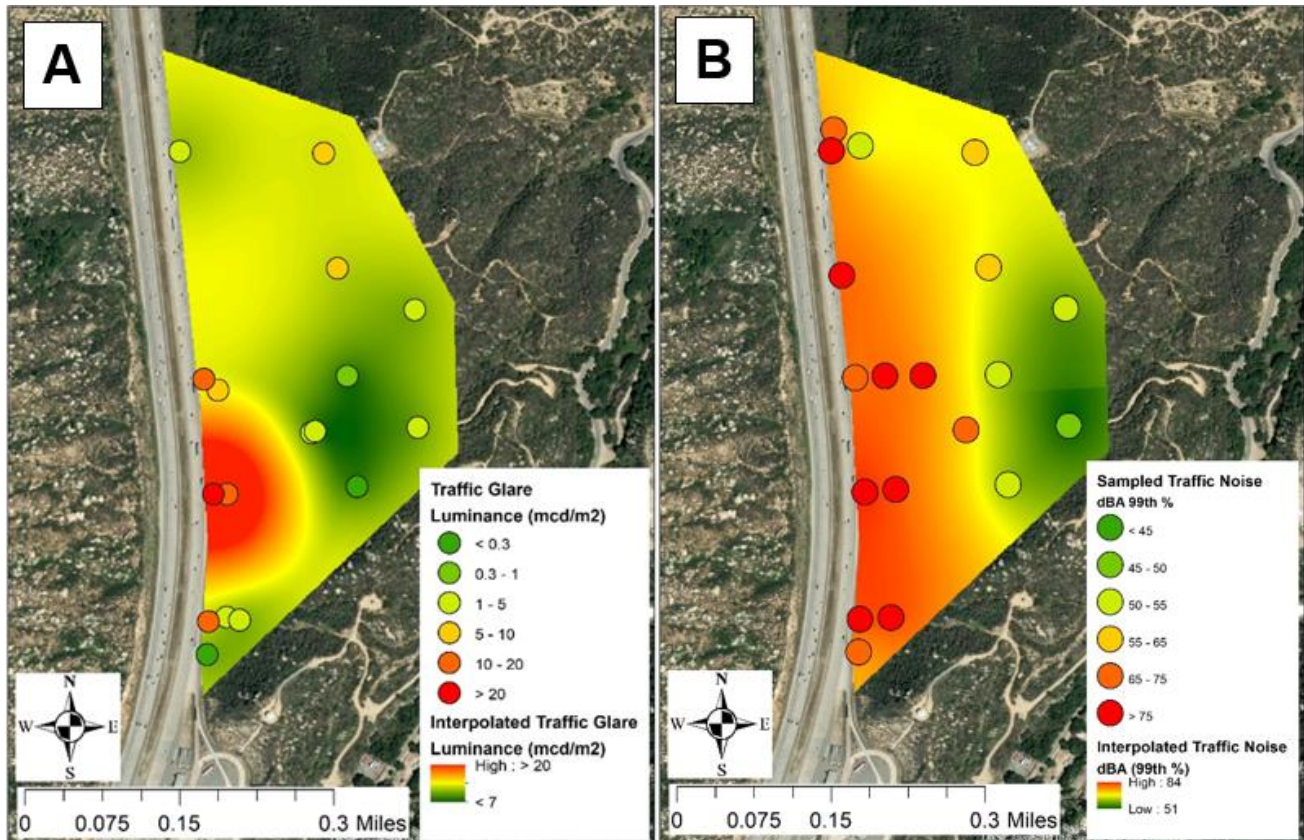 A
Traffic Glare
Luminance (mcd/m2)
< 0.3
0.3 - 1
1 - 5
5 - 10
10 - 20
> 20
Interpolated Traffic Glare
Luminance (mcd/m2)
High : > 20
< 7
N
W E
S
0 0.075 0.15 0.3 Miles
B
Sampled Traffic Noise
dBA 99th %
< 45
45 - 50
50 - 55
55 - 65
65 - 75
> 75
Interpolated Traffic Noise
dBA (99th %)
High : 84
Low : 51
N
W E
S
0 0.075 0.15 0.3 Miles